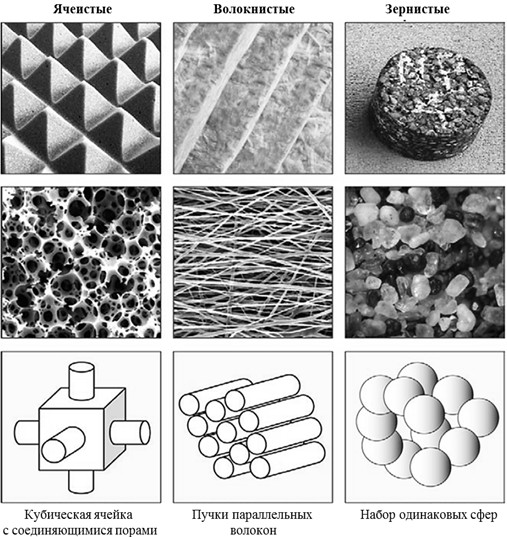 Ячеистые
Волокнистые
Зернистые
Кубическая ячейка
с соединяющимися порами
Пучки параллельных
волокон
Набор одинаковых сфер